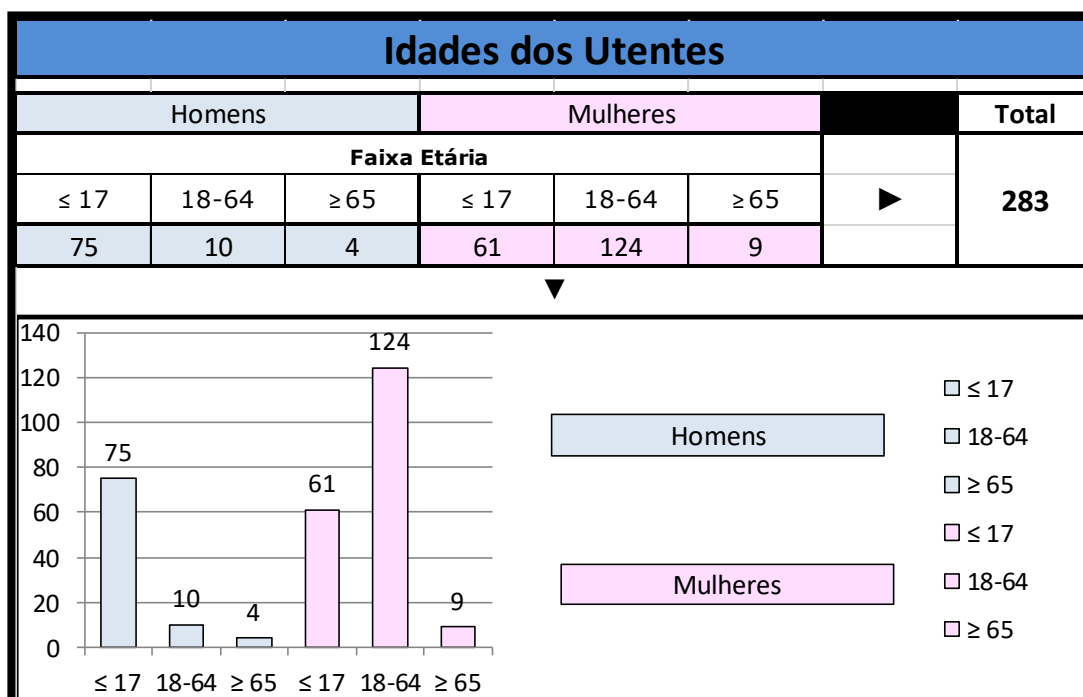 Idades dos Utentes
Homens Mulheres Total
Faixa Etária
≤ 17 18-64 ≥ 65 ≤ 17 18-64 ≥ 65 ► 283
75 10 4 61 124 9
▼
140
120
100
80
60
40
20
0
75 10 4 61 124 9
≤ 17 18-64 ≥ 65 ≤ 17 18-64 ≥ 65
Homens
Mulheres
≤ 17
18-64
≥ 65
≤ 17
18-64
≥ 65